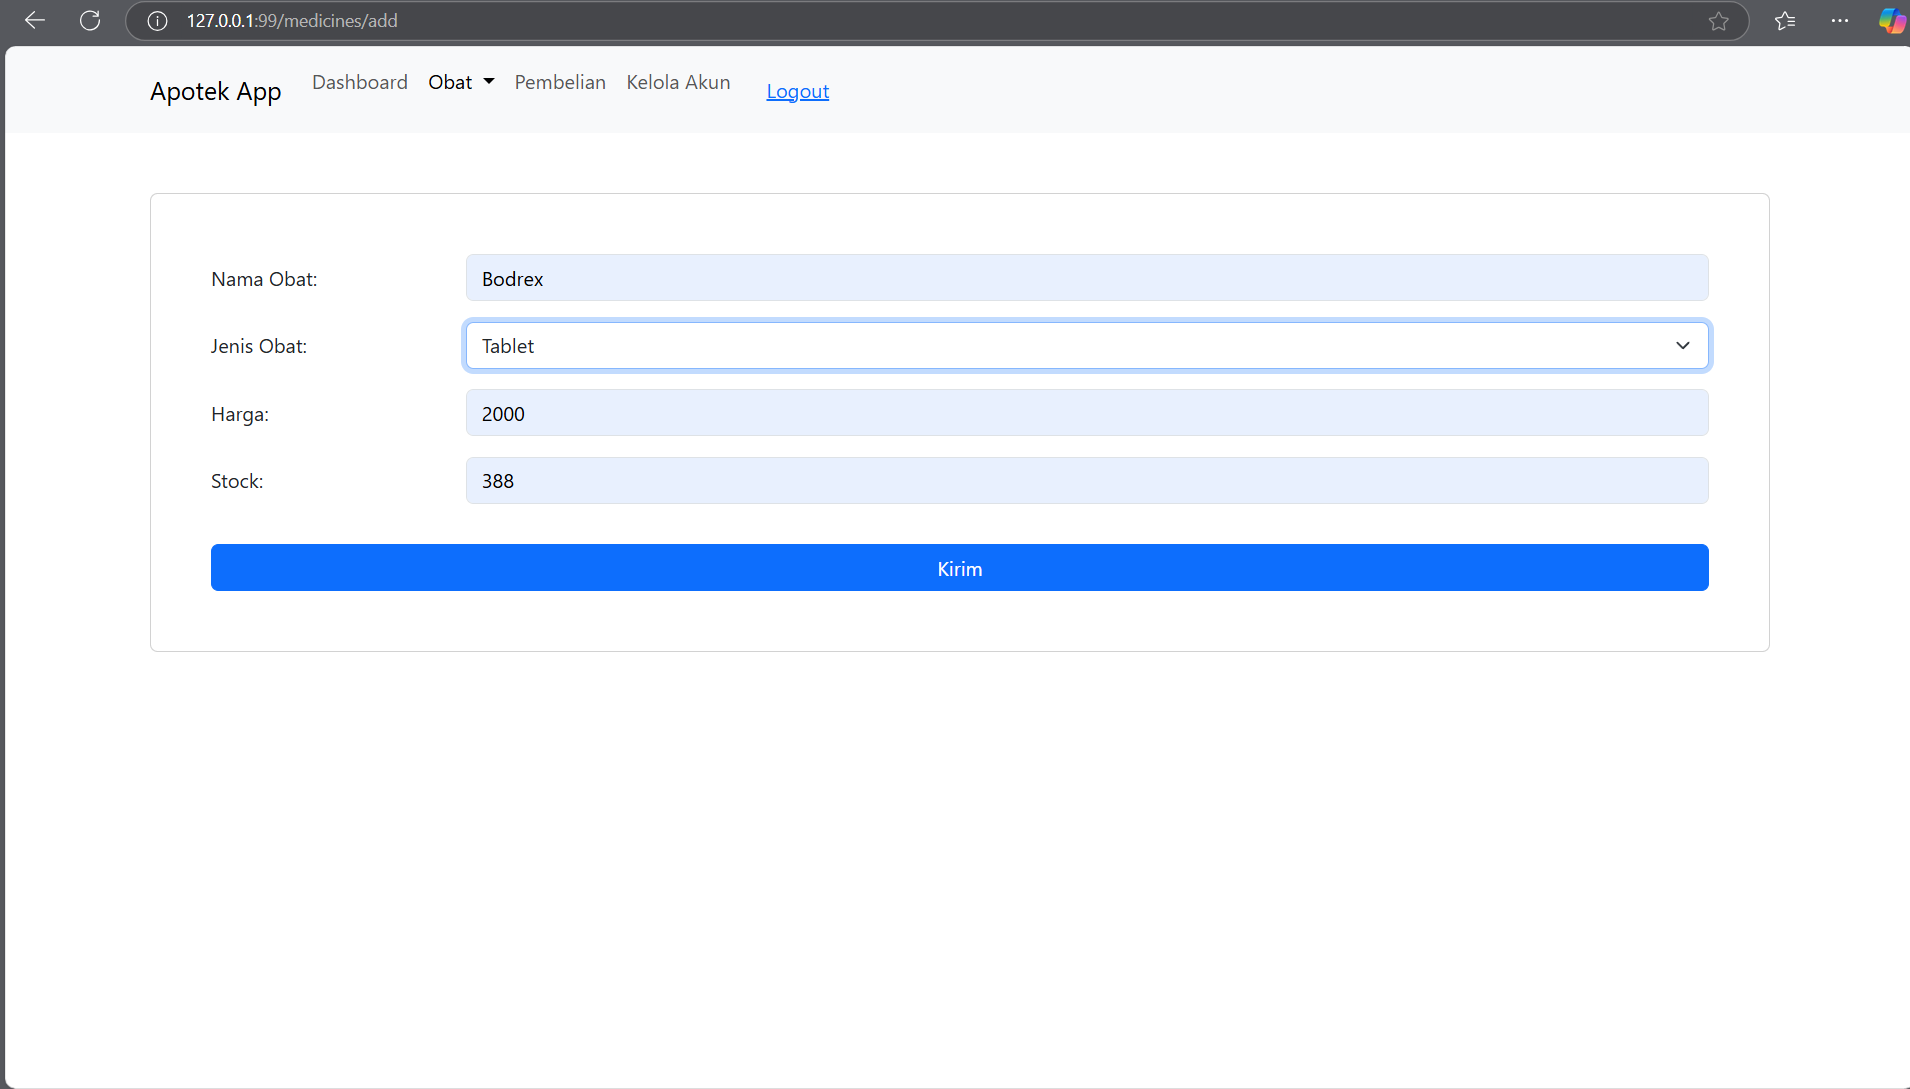 127.0.0.1:99/medicines/add
Apotek App Dashboard Obat Pembelian Kelola Akun Logout
Nama Obat: Bodrex
Jenis Obat: Tablet
Harga: 2000
Stock: 388
Kirim